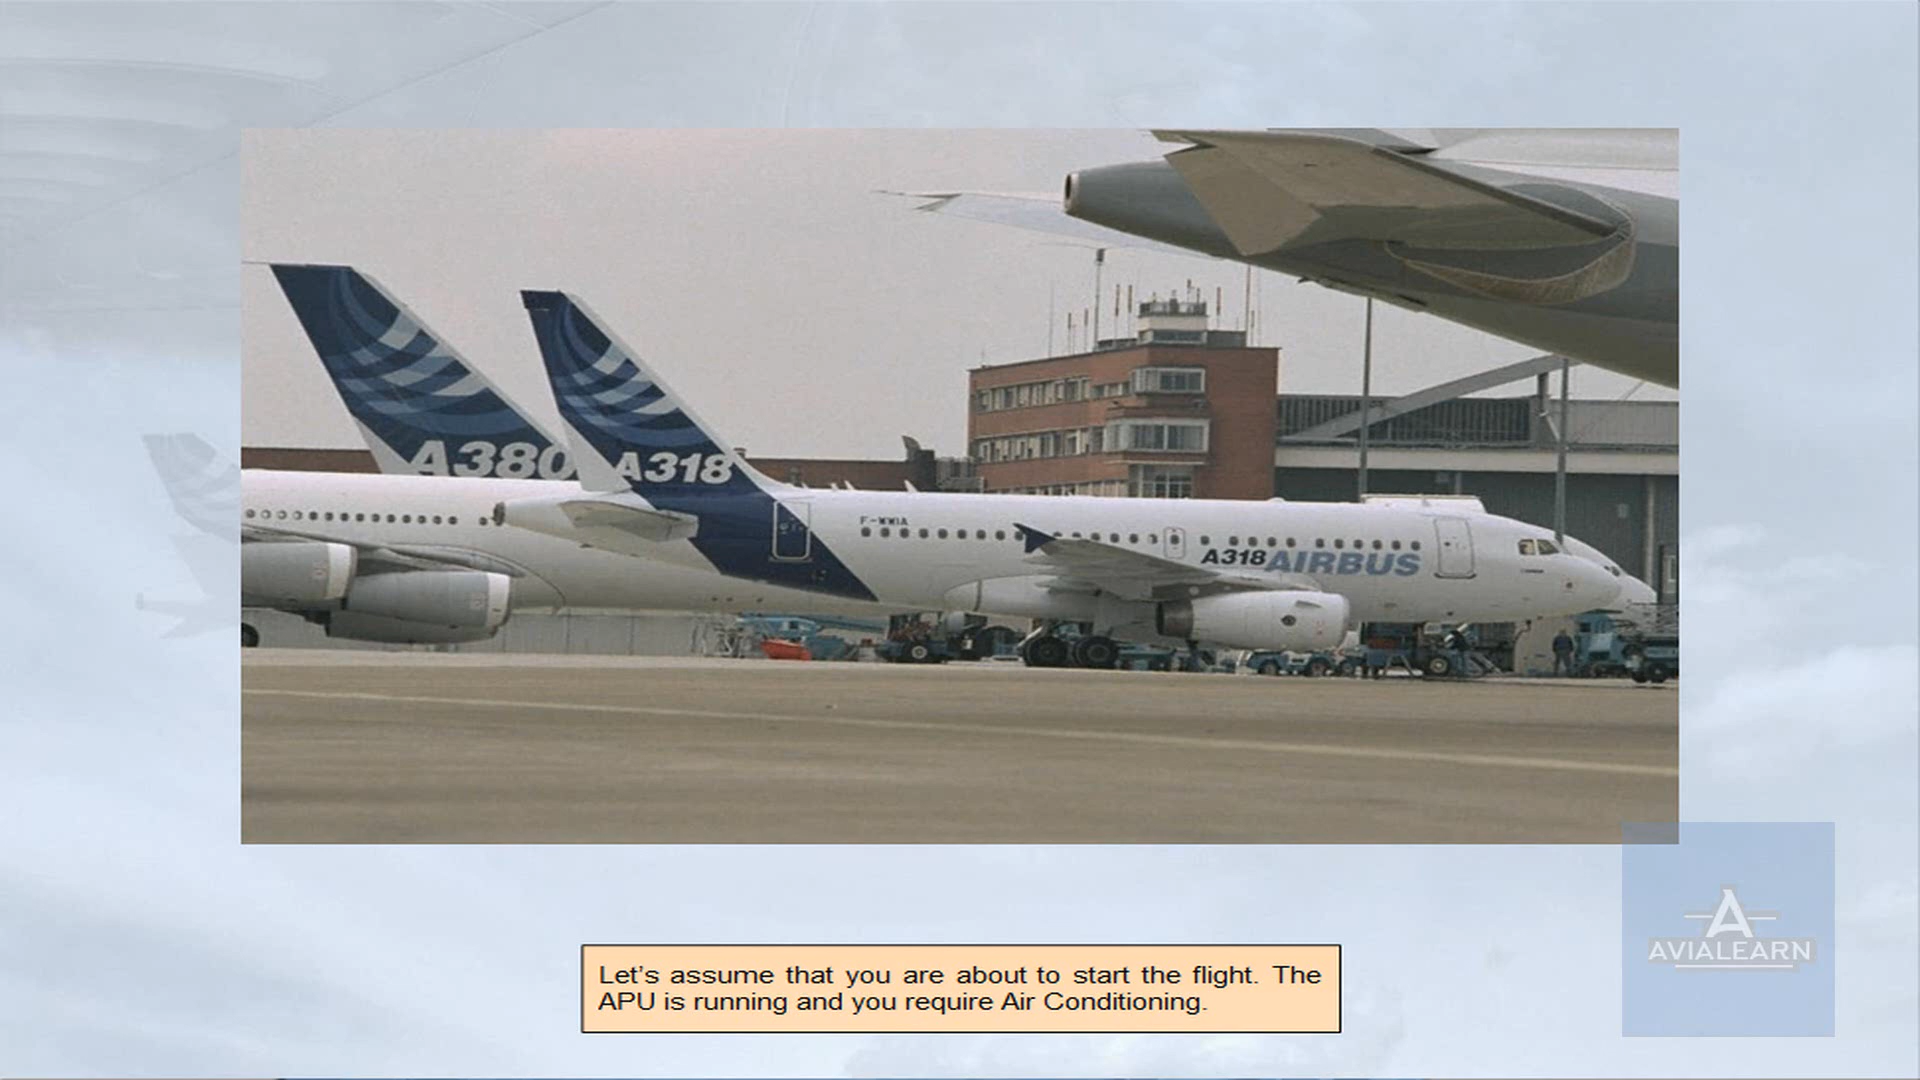 A380
A318
F-WWIA
A318 AIRBUS
AVIALEARN
Let's assume that you are about to start the flight. The
APU is running and you require Air Conditioning.